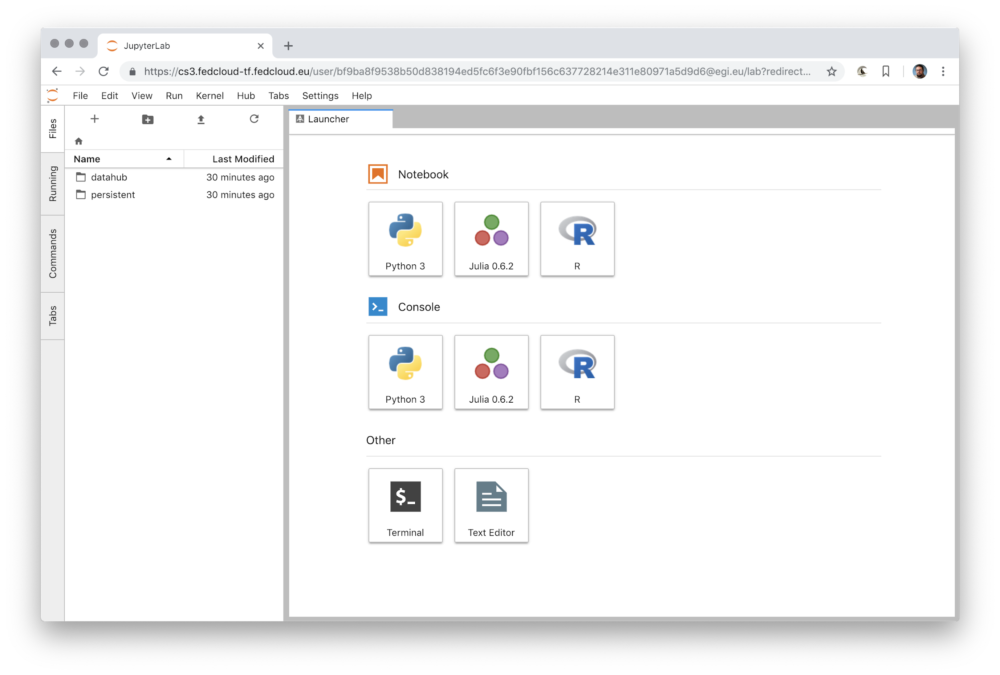 JupyterLab
https://cs3.fedcloud-tf.fedcloud.eu/user/bf9ba8f9538b50d838194ed5fc6f3e90fbf156c637728214e311e80971a5d9d6@egi.eu/lab?redirect...
File Edit View Run Kernel Hub Tabs Settings Help
Files
Running
Commands
Tabs
Name Last Modified
datahub 30 minutes ago
persistent 30 minutes ago
Launcher
Notebook
Python 3 Julia 0.6.2 R
Console
Python 3 Julia 0.6.2 R
Other
$_
Terminal Text Editor